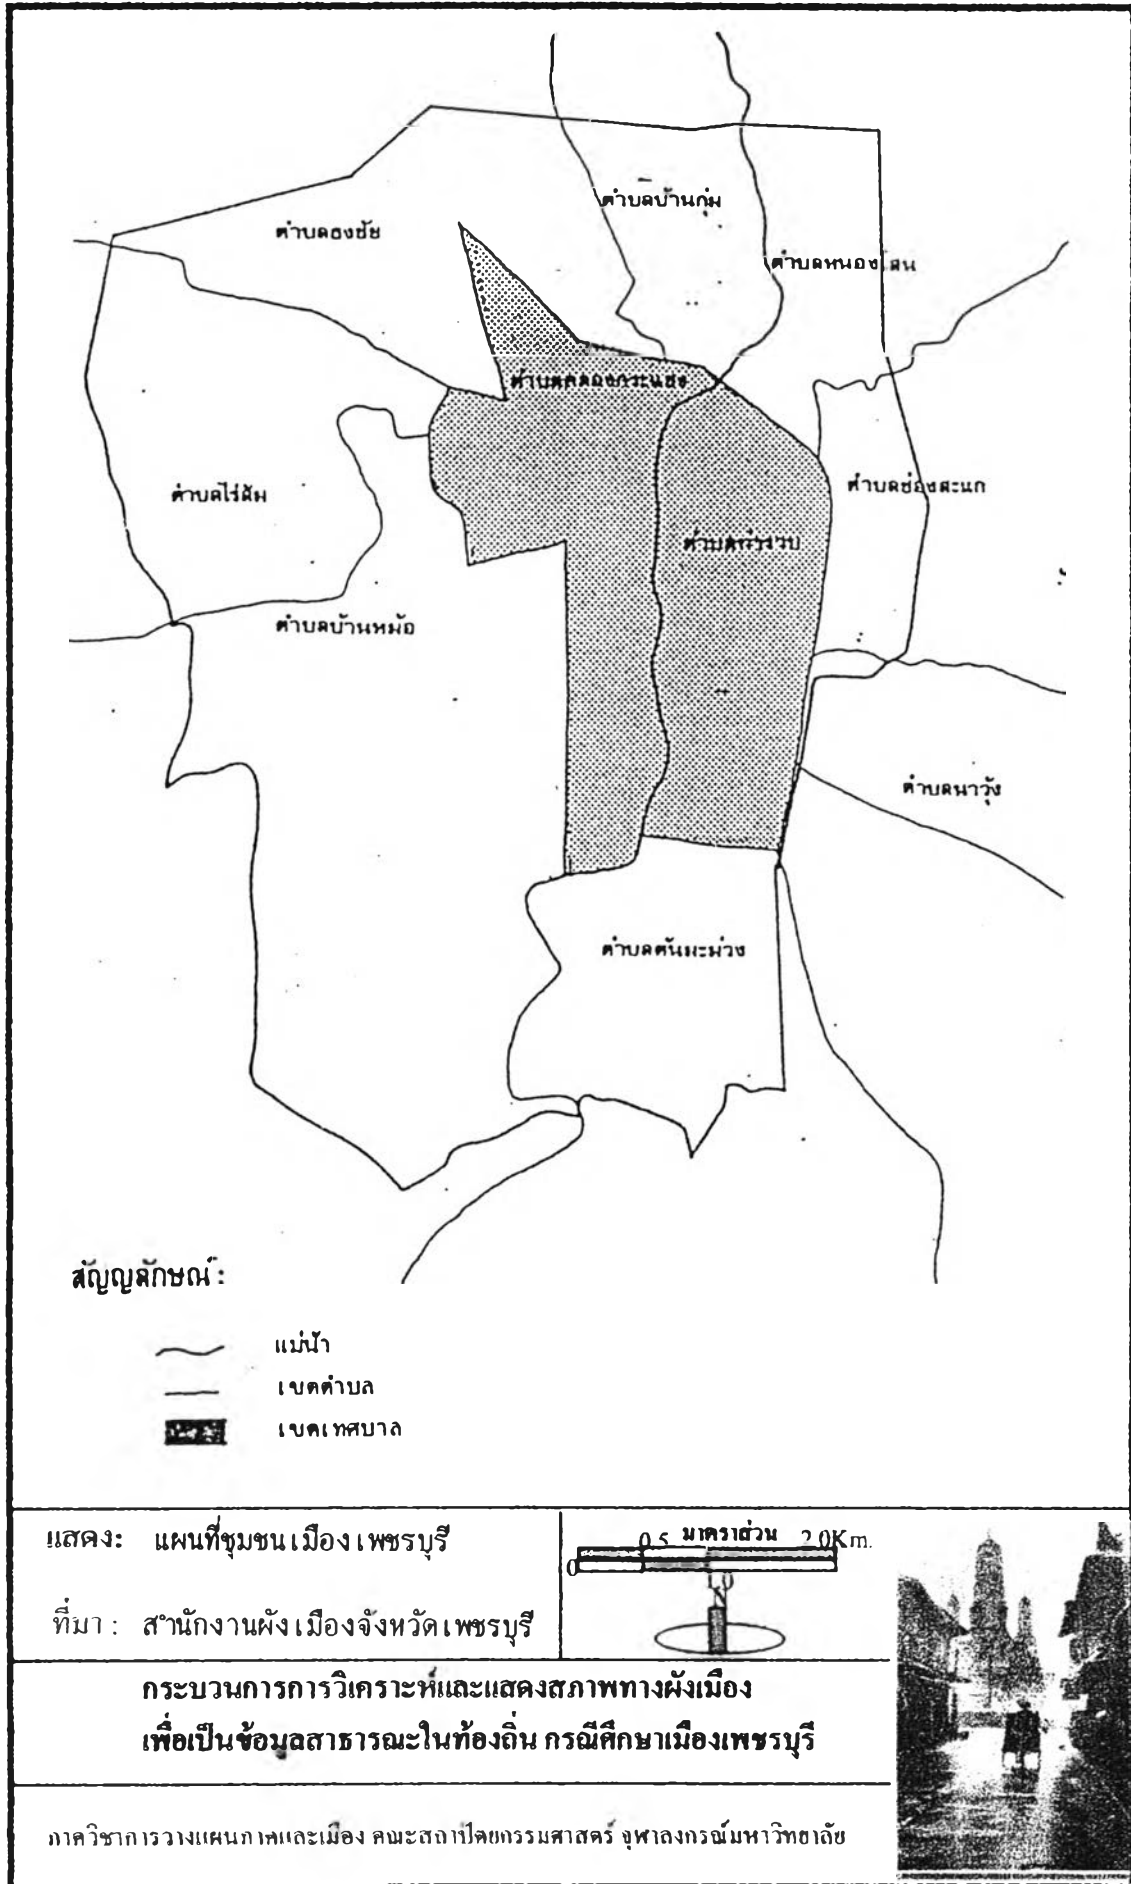 ตำบลบ้านกุ่ม
ตำบลธงชัย
ตำบลหนองโสน
ตำบลคลองกระแชง
ตำบลไร่ส้ม
ตำบลช่องสะแก
ตำบลท่าราบ
ตำบลบ้านหม้อ
ตำบลนาวุ้ง
ตำบลต้นมะม่วง
สัญญลักษณ์ :
แม่น้ำ
เขตตำบล
เขตเทศบาล
แสดง: แผนที่ชุมชนเมืองเพชรบุรี
มาตราส่วน
0 0.5 1.0 2.0Km.
N
ที่มา : สำนักงานผังเมืองจังหวัดเพชรบุรี
กระบวนการการวิเคราะห์และแสดงสภาพทางผังเมือง
เพื่อเป็นข้อมูลสาธารณะในท้องถิ่น กรณีศึกษาเมืองเพชรบุรี
ภาควิชาการวางแผนภาคและเมือง คณะสถาปัตยกรรมศาสตร์ จุฬาลงกรณ์มหาวิทยาลัย